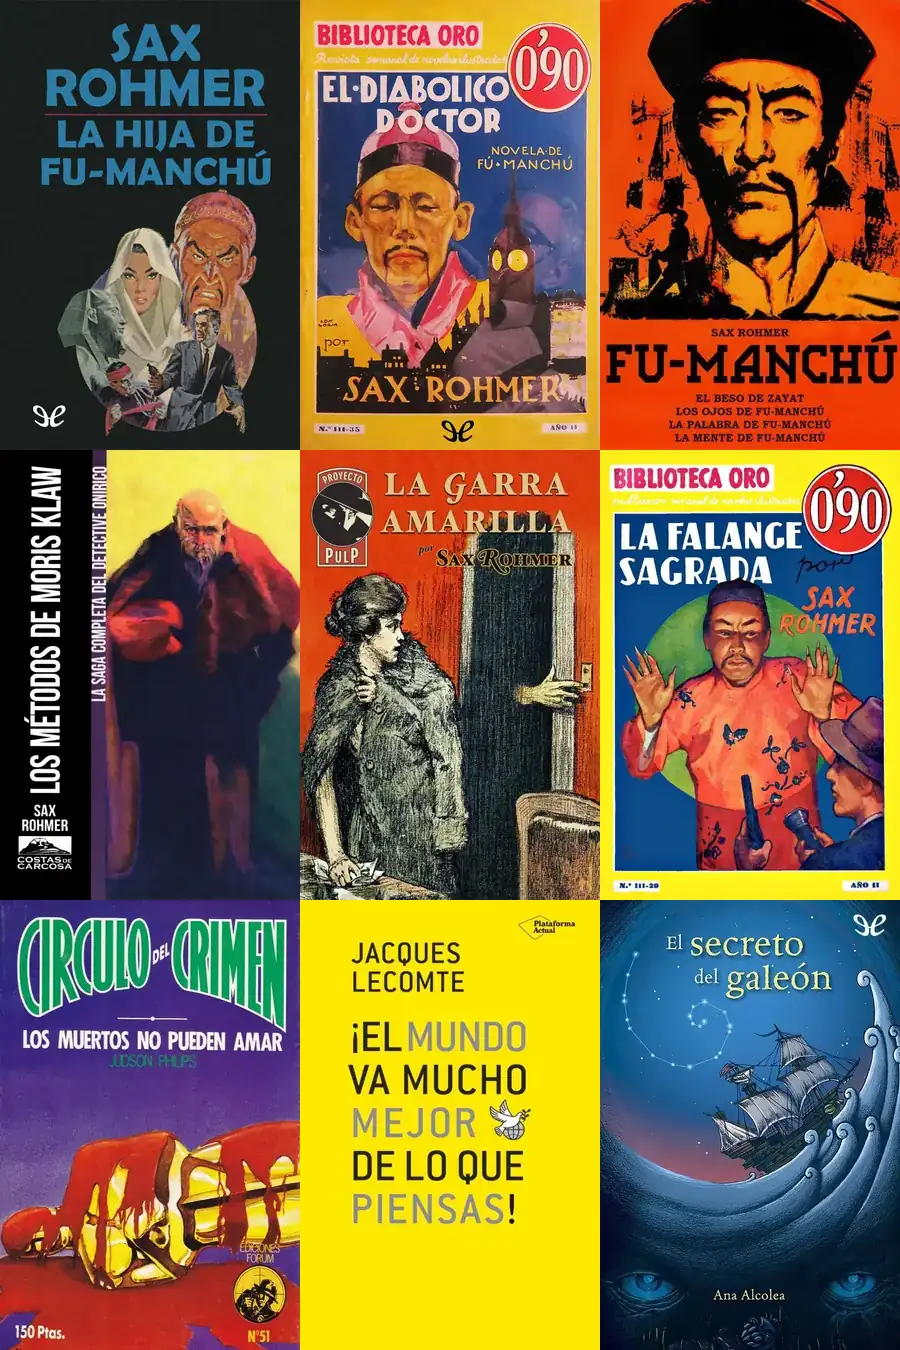 SAX
ROHMER
LA HIJA DE
FU-MANCHÚ
BIBLIOTECA ORO
Revista semanal de novelas ilustradas
0'90
EL·DIABOLICO
DOCTOR
NOVELA·DE
FÚ·MANCHÚ
por
SAX ROHMER
N.º III-35
AÑO II
SAX ROHMER
FU-MANCHÚ
EL BESO DE ZAYAT
LOS OJOS DE FU-MANCHÚ
LA PALABRA DE FU-MANCHÚ
LA MENTE DE FU-MANCHÚ
LOS MÉTODOS DE MORIS KLAW
LA SAGA COMPLETA DEL DETECTIVE ONÍRICO
SAX
ROHMER
COSTAS DE
CARCOSA
PROYECTO
PULP
LA GARRA
AMARILLA
por
SAX ROHMER
BIBLIOTECA ORO
0'90
LA FALANGE
SAGRADA
por
SAX
ROHMER
N.º III-29
AÑO II
CIRCULO DEL CRIMEN
LOS MUERTOS NO PUEDEN AMAR
JUDSON PHILIPS
EDICIONES
FORUM
150 Ptas.
Nº51
Plataforma
Actual
JACQUES
LECOMTE
¡EL MUNDO
VA MUCHO
MEJOR
DE LO QUE
PIENSAS!
El secreto
del galeón
Ana Alcolea